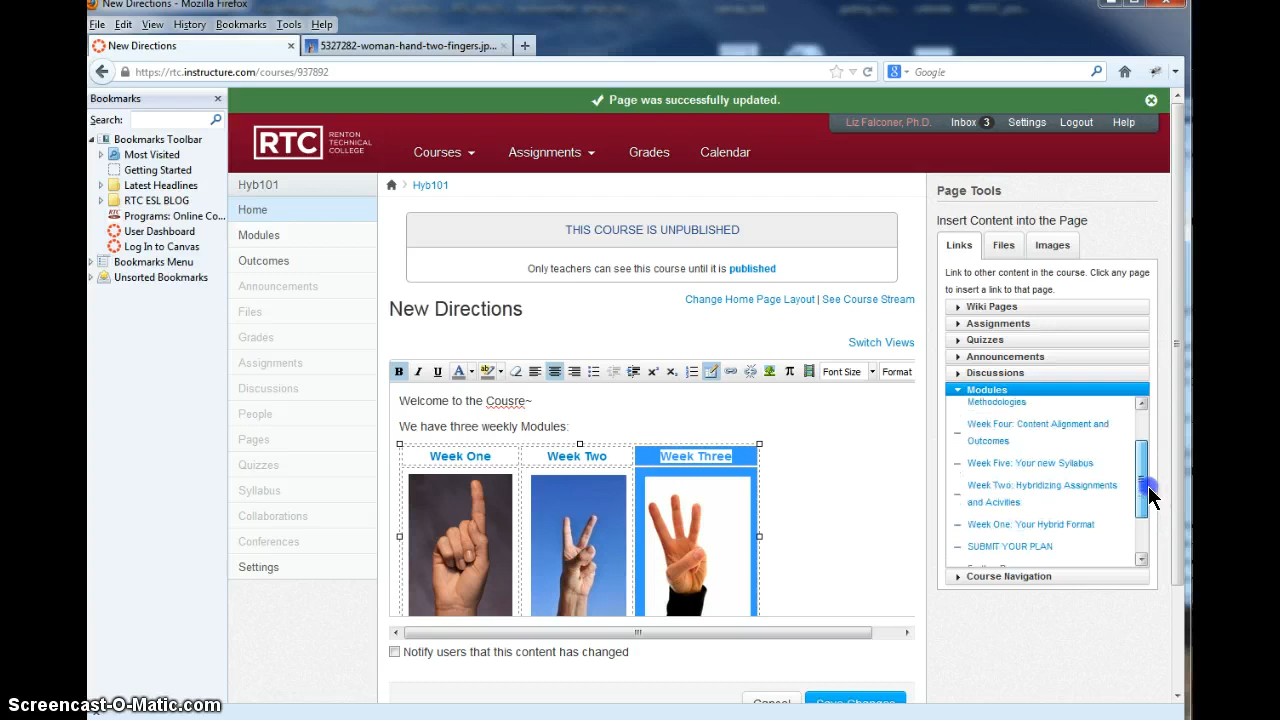 New Directions - Mozilla Firefox
File Edit View History Bookmarks Tools Help
New Directions × 5327282-woman-hand-two-fingers.jp... ×
https://rtc.instructure.com/courses/937892 Google
Bookmarks ×
Search:
Bookmarks Toolbar
Most Visited
Getting Started
Latest Headlines
RTC ESL BLOG
Programs: Online Co...
User Dashboard
Log In to Canvas
Bookmarks Menu
Unsorted Bookmarks
Page was successfully updated.
Liz Falconer, Ph.D. Inbox 3 Settings Logout Help
RTC RENTON TECHNICAL COLLEGE
Courses Assignments Grades Calendar
Hyb101
Home
Modules
Outcomes
Announcements
Files
Grades
Assignments
Discussions
People
Pages
Quizzes
Syllabus
Collaborations
Conferences
Settings
Hyb101
THIS COURSE IS UNPUBLISHED
Only teachers can see this course until it is published
Change Home Page Layout | See Course Stream
New Directions
Switch Views
B I U A ab Font Size Format
Welcome to the Cousre~
We have three weekly Modules:
Week One Week Two Week Three
Notify users that this content has changed
Cancel Save Changes
Page Tools
Insert Content into the Page
Links Files Images
Link to other content in the course. Click any page
to insert a link to that page.
Wiki Pages
Assignments
Quizzes
Announcements
Discussions
Modules
Methodologies
Week Four: Content Alignment and
Outcomes
Week Five: Your new Syllabus
Week Two: Hybridizing Assignments
and Acivities
Week One: Your Hybrid Format
SUBMIT YOUR PLAN
Course Navigation
Screencast-O-Matic.com